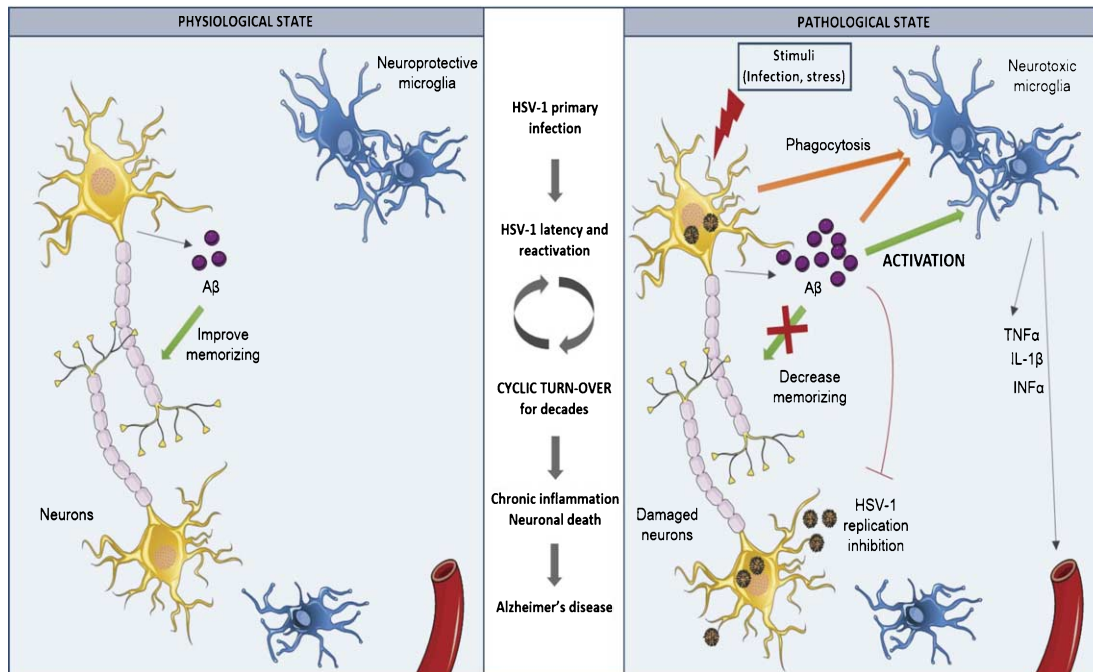 PHYSIOLOGICAL STATE
Neuroprotective
microglia
Aβ
Improve
memorizing
Neurons
HSV-1 primary
infection
HSV-1 latency and
reactivation
CYCLIC TURN-OVER
for decades
Chronic inflammation
Neuronal death
Alzheimer's disease
PATHOLOGICAL STATE
Stimuli
(Infection, stress)
Neurotoxic
microglia
Phagocytosis
ACTIVATION
Aβ
Decrease
memorizing
TNFα
IL-1β
INFα
Damaged
neurons
HSV-1
replication
inhibition